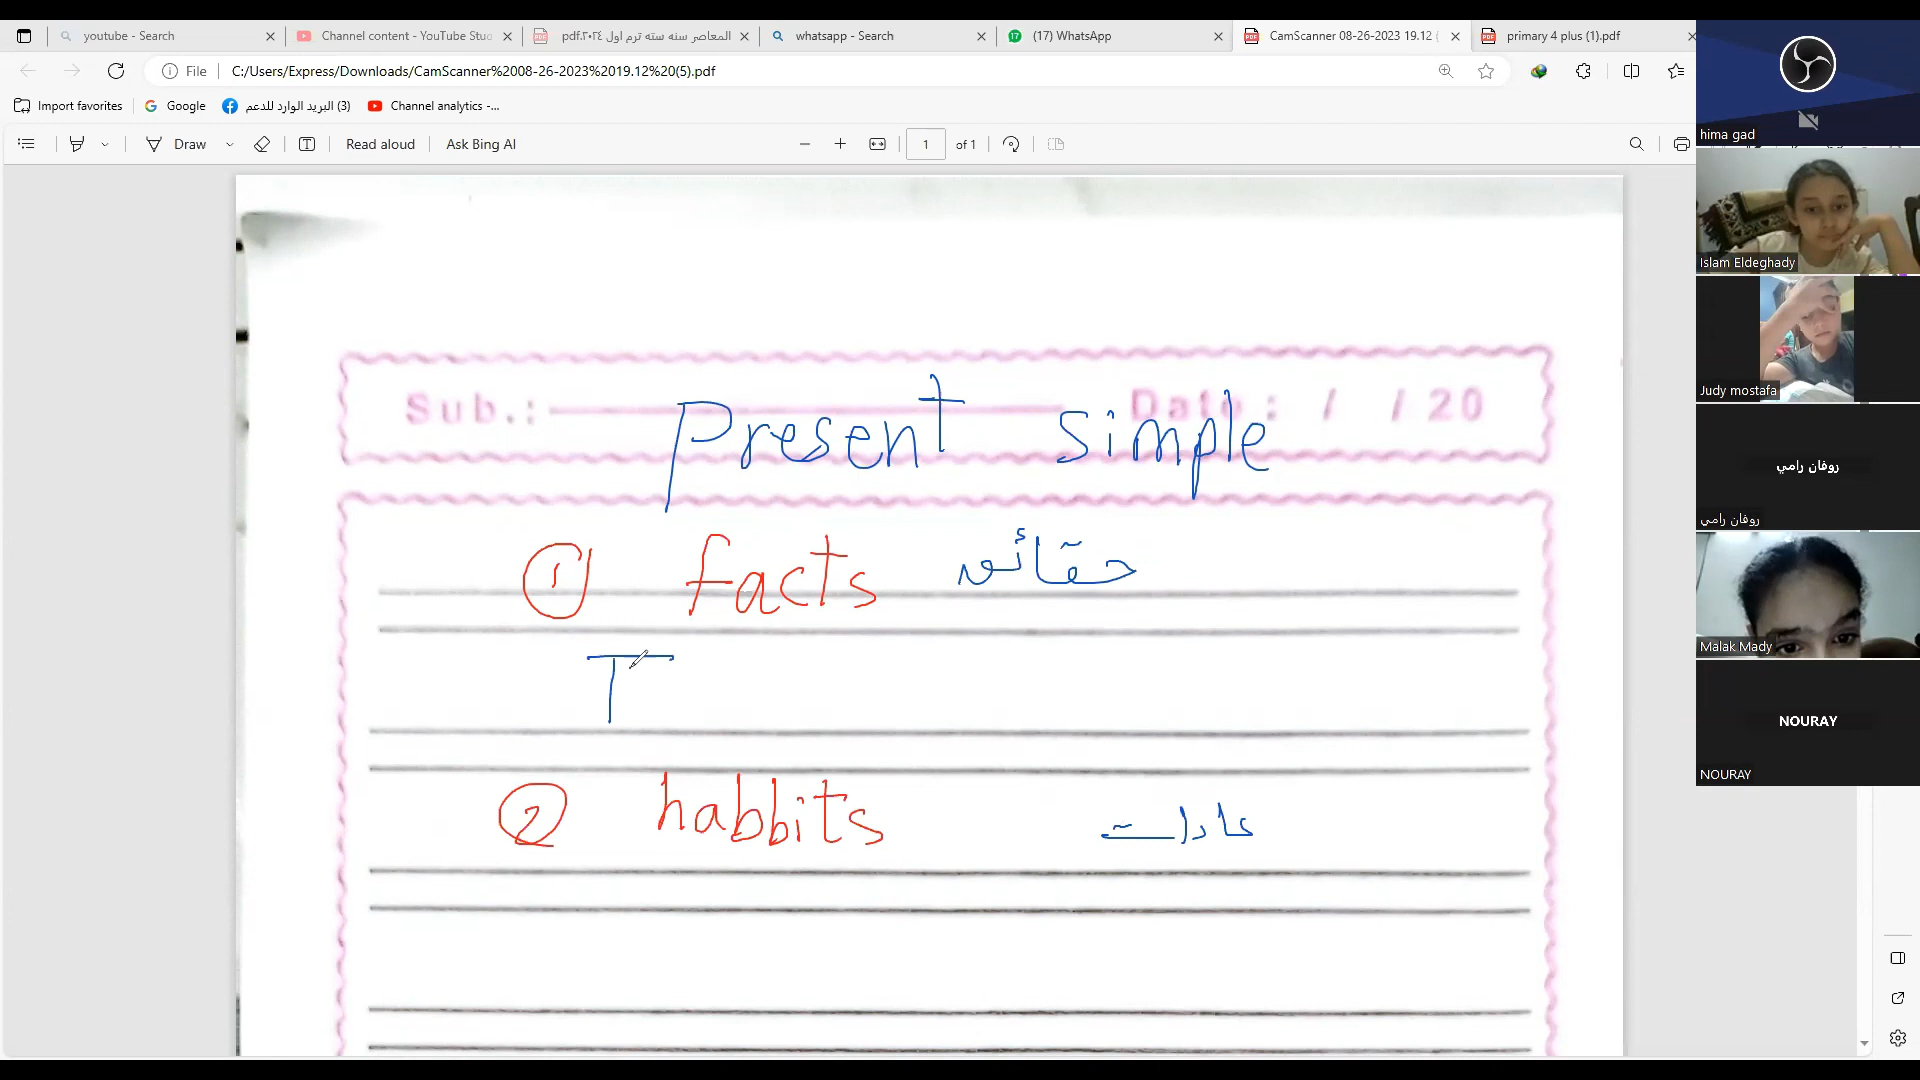 youtube - Search
Channel content - YouTube Stud
المعاصر سنه سته ترم اول ٢٠٢٤.pdf
whatsapp - Search
(17) WhatsApp
CamScanner 08-26-2023 19.12 (
primary 4 plus (1).pdf
File
C:/Users/Express/Downloads/CamScanner%2008-26-2023%2019.12%20(5).pdf
Import favorites
Google
(3) البريد الوارد للدعم
Channel analytics -...
Draw
Read aloud
Ask Bing AI
1 of 1
Sub.: Date : / / 20
Present simple
1 facts حقائق
T
2 habbits عادات
hima gad
Islam Eldeghady
Judy mostafa
روفان رامي
روفان رامي
Malak Mady
NOURAY
NOURAY